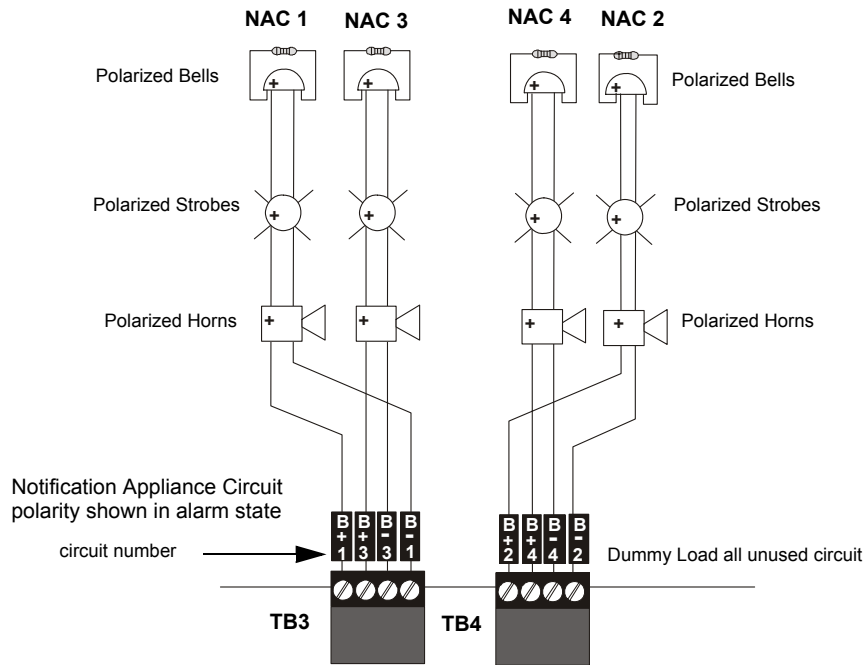 NAC 1 NAC 3 NAC 4 NAC 2
Polarized Bells
+ + + +
Polarized Bells
Polarized Strobes
+ + + +
Polarized Strobes
Polarized Horns
+ + + +
Polarized Horns
Notification Appliance Circuit
polarity shown in alarm state
circuit number
B+1 B+3 B-3 B-1
B+2 B+4 B-4 B-2
Dummy Load all unused circuit
TB3
TB4